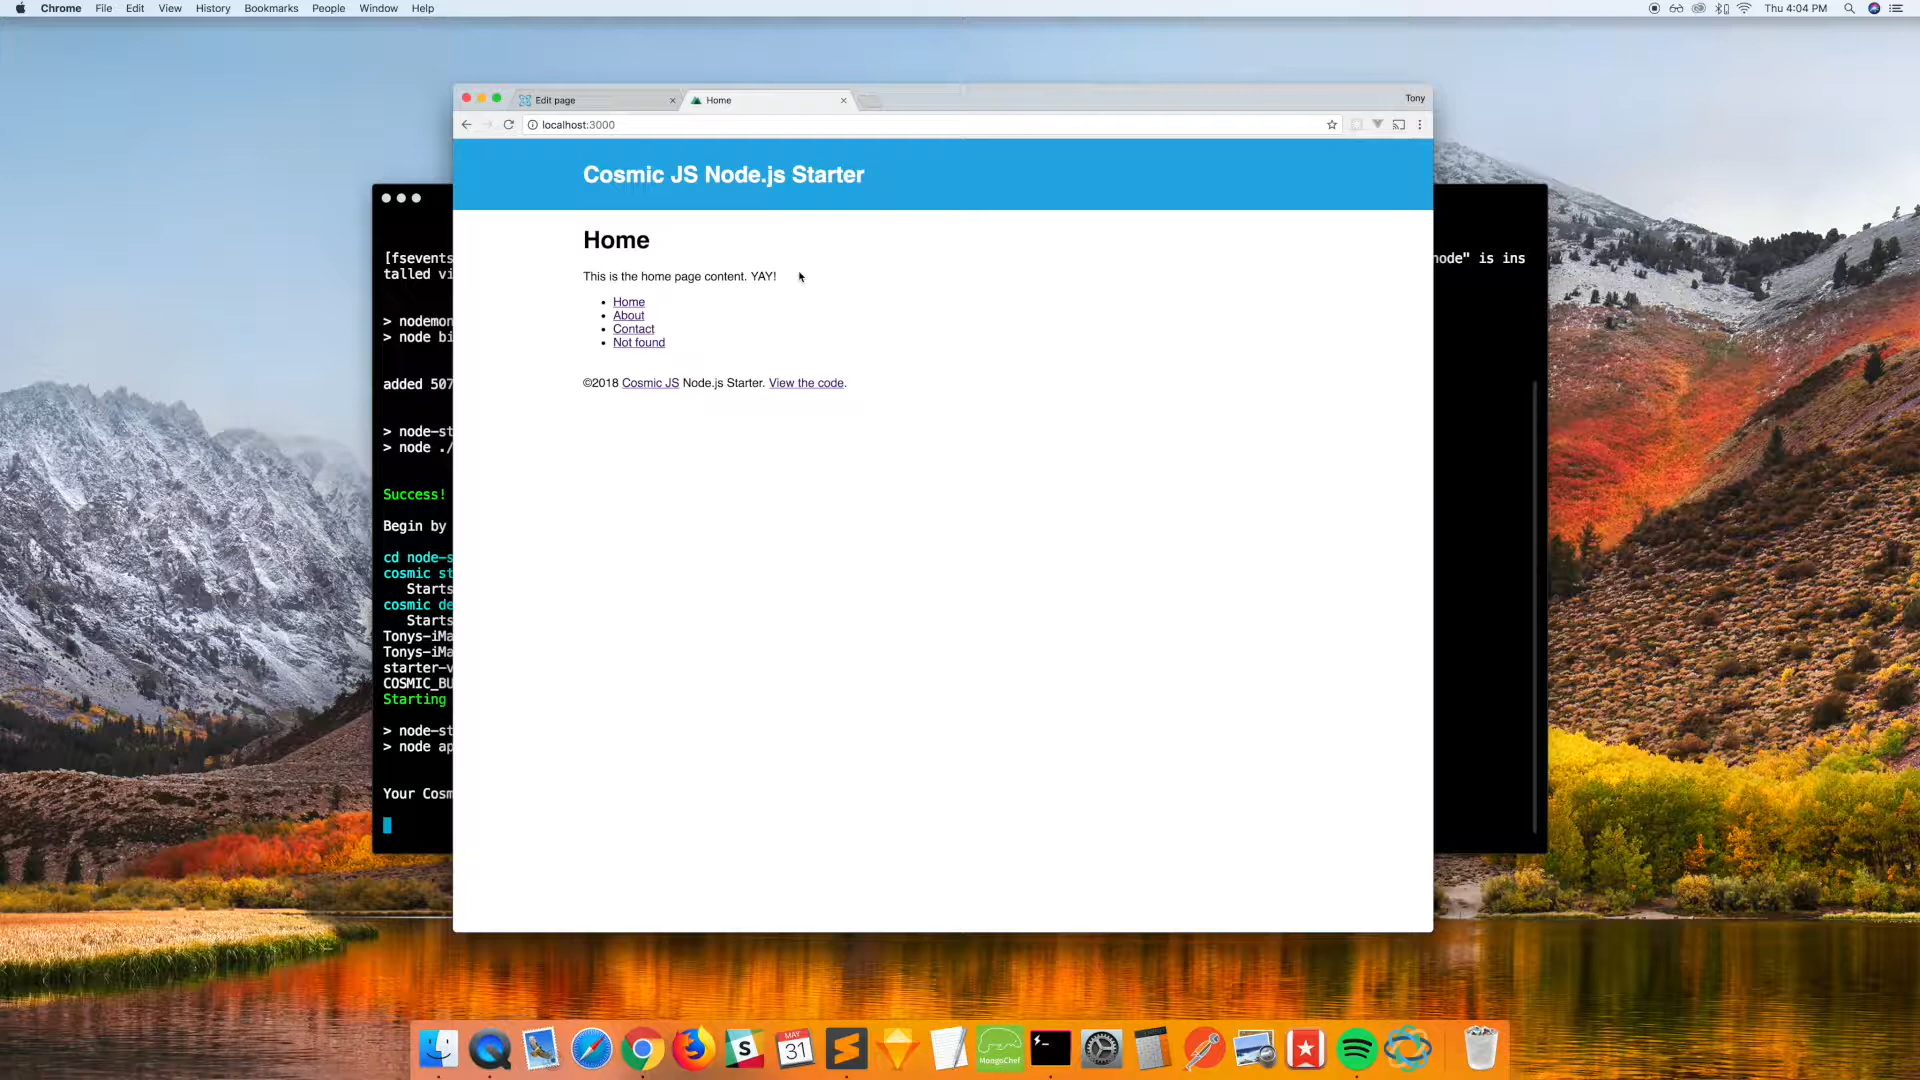 Chrome File Edit View History Bookmarks People Window Help Thu 4:04 PM
Edit page Home Tony
localhost:3000
Cosmic JS Node.js Starter
Home
This is the home page content. YAY!
Home
About
Contact
Not found
©2018 Cosmic JS Node.js Starter. View the code.
[fsevents node" is ins
talled vi
> nodemon
> node bi
added 507
> node-st
> node ./
Success!
Begin by
cd node-s
cosmic st
Starts
cosmic de
Starts
Tonys-iMa
Tonys-iMa
starter-v
COSMIC_BU
Starting
> node-st
> node ap
Your Cosm
S MAY
31
MongoChef